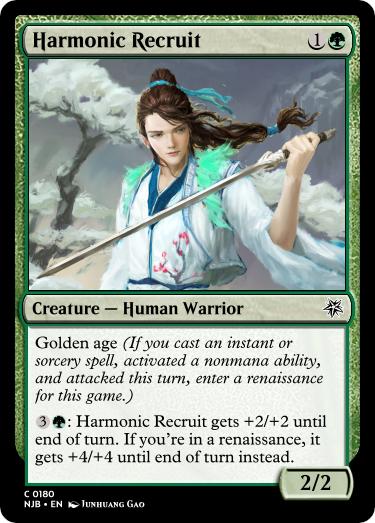 Harmonic Recruit 1
Creature — Human Warrior
Golden age (If you cast an instant or
sorcery spell, activated a nonmana ability,
and attacked this turn, enter a renaissance
for this game.)
3 : Harmonic Recruit gets +2/+2 until
end of turn. If you're in a renaissance, it
gets +4/+4 until end of turn instead.
2/2
C 0180
NJB • EN Junhuang Gao